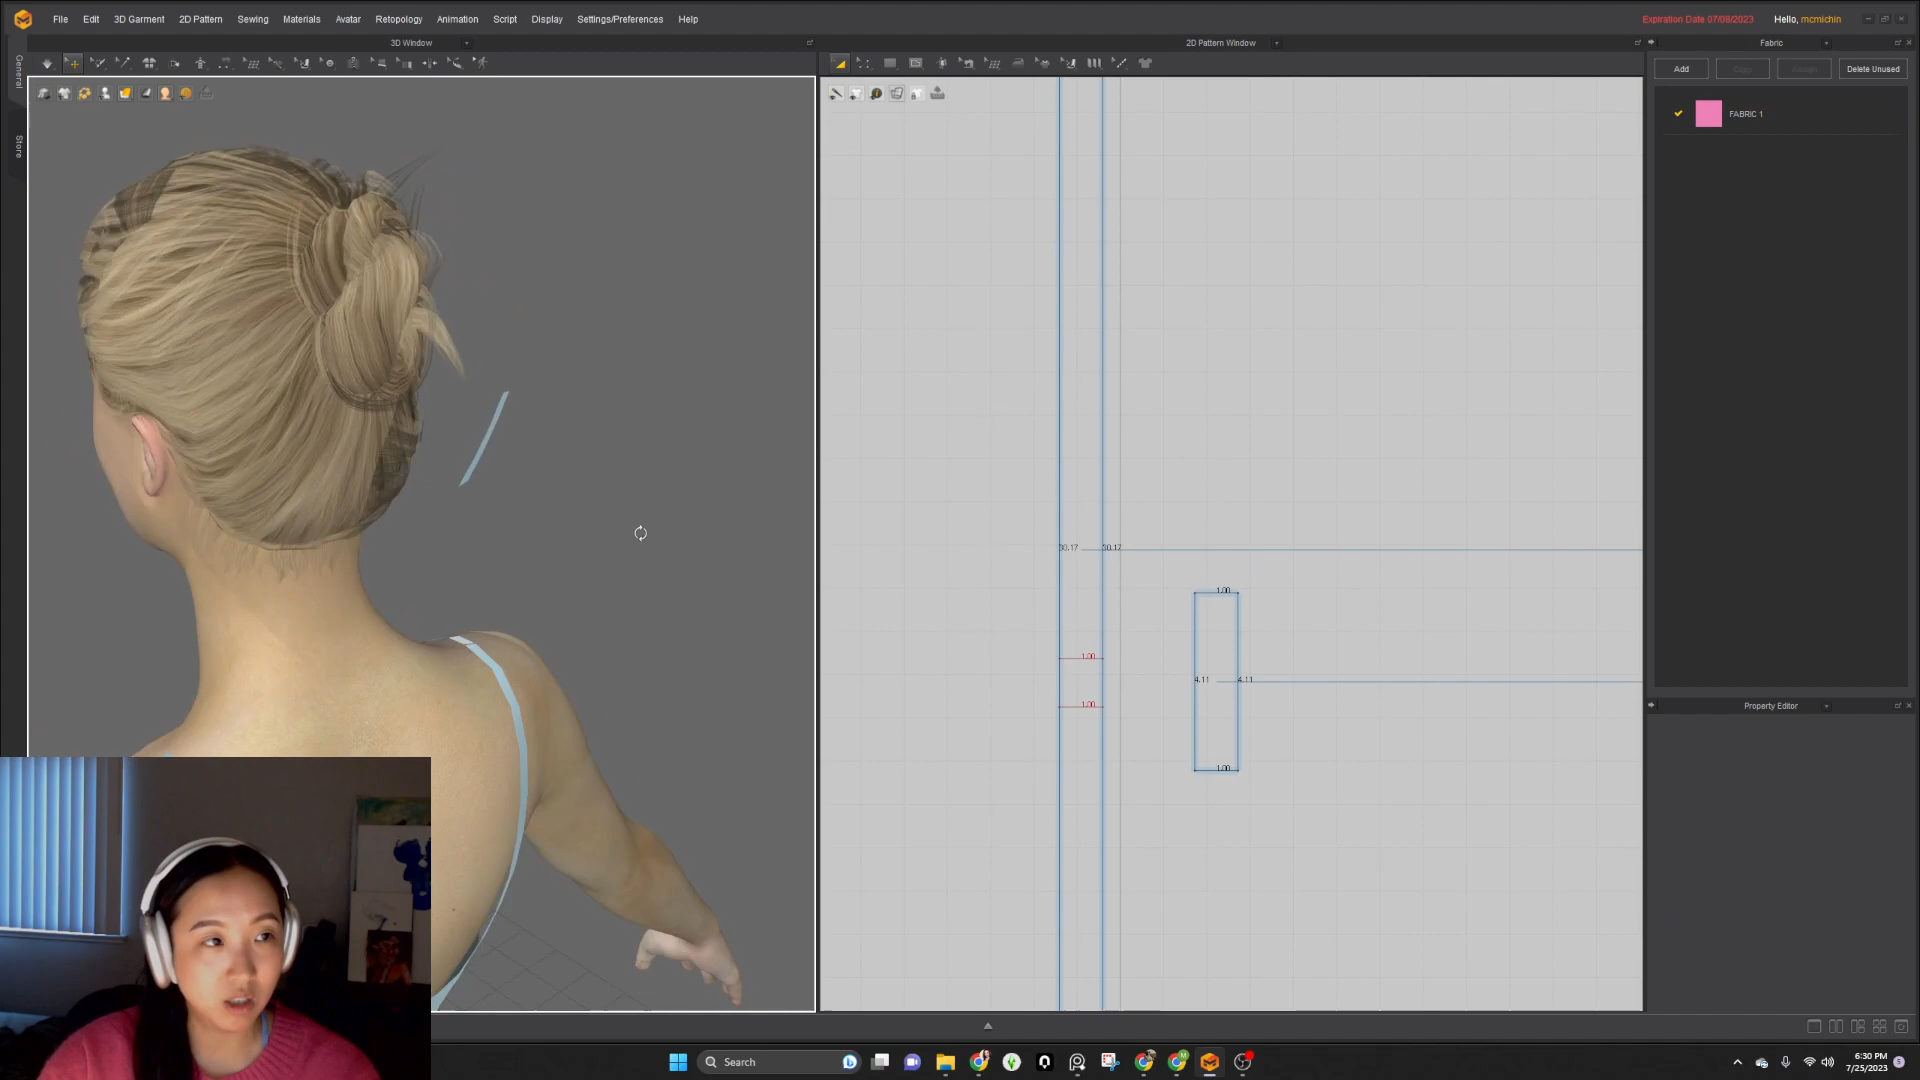 File Edit 3D Garment 2D Pattern Sewing Materials Avatar Retopology Animation Script Display Settings/Preferences Help
Expiration Date 07/08/2023 Hello, mcmichin
3D Window
2D Pattern Window
Fabric
General
Store
Add Copy Assign Delete Unused
FABRIC 1
30.17 30.17
1.00
1.00
1.00
4.11 4.11
1.00
Property Editor
Search
6:30 PM
7/25/2023
5